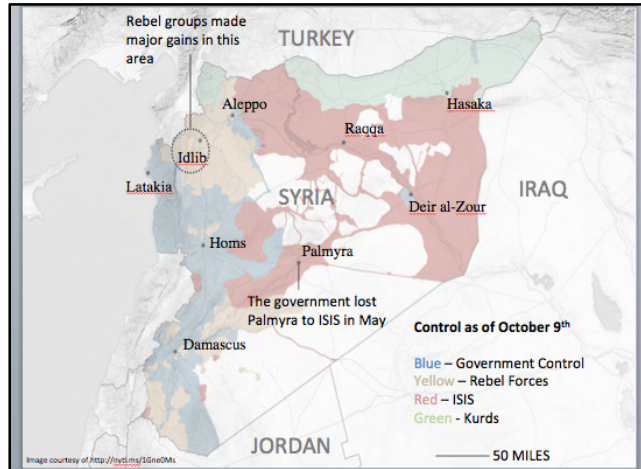 Rebel groups made
major gains in this
area
TURKEY
Aleppo
Hasaka
Raqqa
Idlib
Latakia
SYRIA
IRAQ
Deir al-Zour
Homs
Palmyra
The government lost
Palmyra to ISIS in May
Control as of October 9th
Damascus
Blue – Government Control
Yellow – Rebel Forces
Red – ISIS
Green - Kurds
JORDAN
50 MILES
Image courtesy of http://nyti.ms/1Gne0Ms